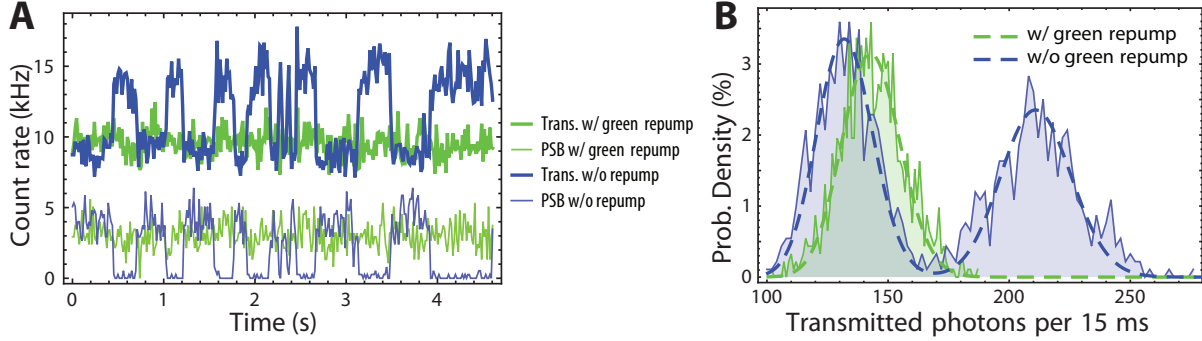 A
Count rate (kHz)
15
10
5
0
0
1
2
3
4
Time (s)
Trans. w/ green repump
PSB w/ green repump
Trans. w/o repump
PSB w/o repump
B
Prob. Density (%)
3
2
1
0
100
150
200
250
Transmitted photons per 15 ms
w/ green repump
w/o green repump